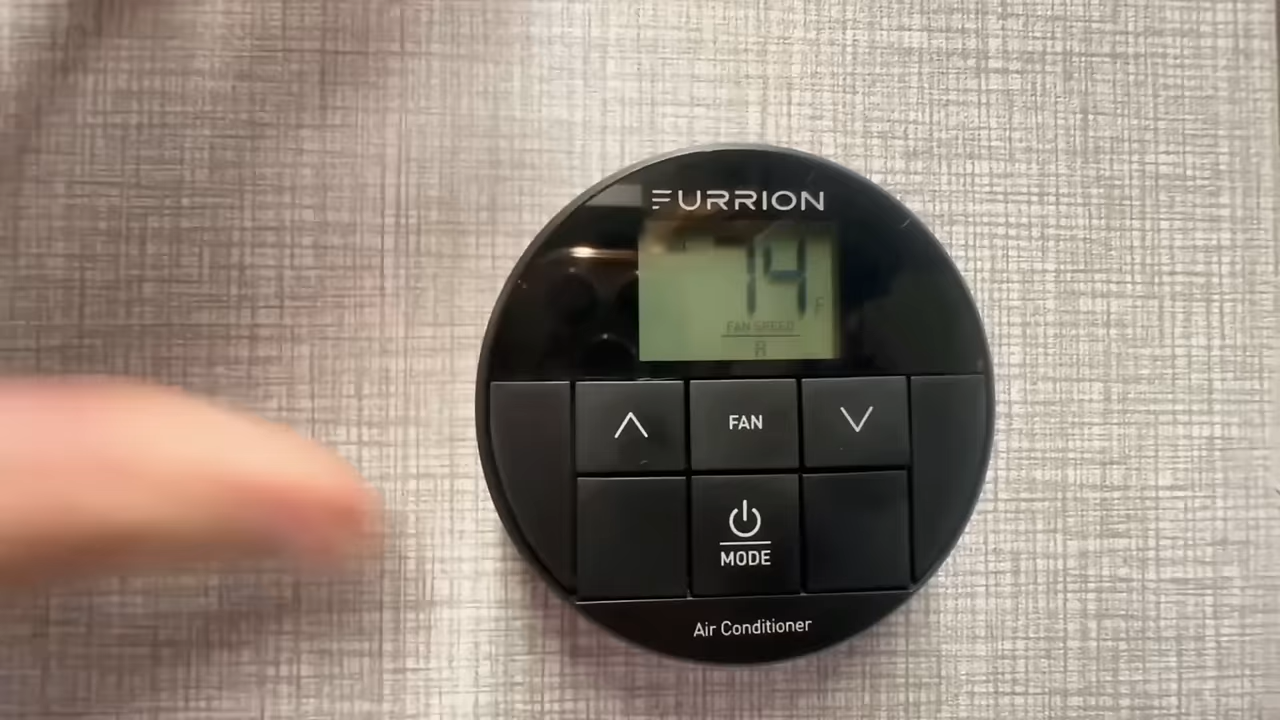 FURRION
74 F
FAN SPEED
∧ FAN ∨
MODE
Air Conditioner